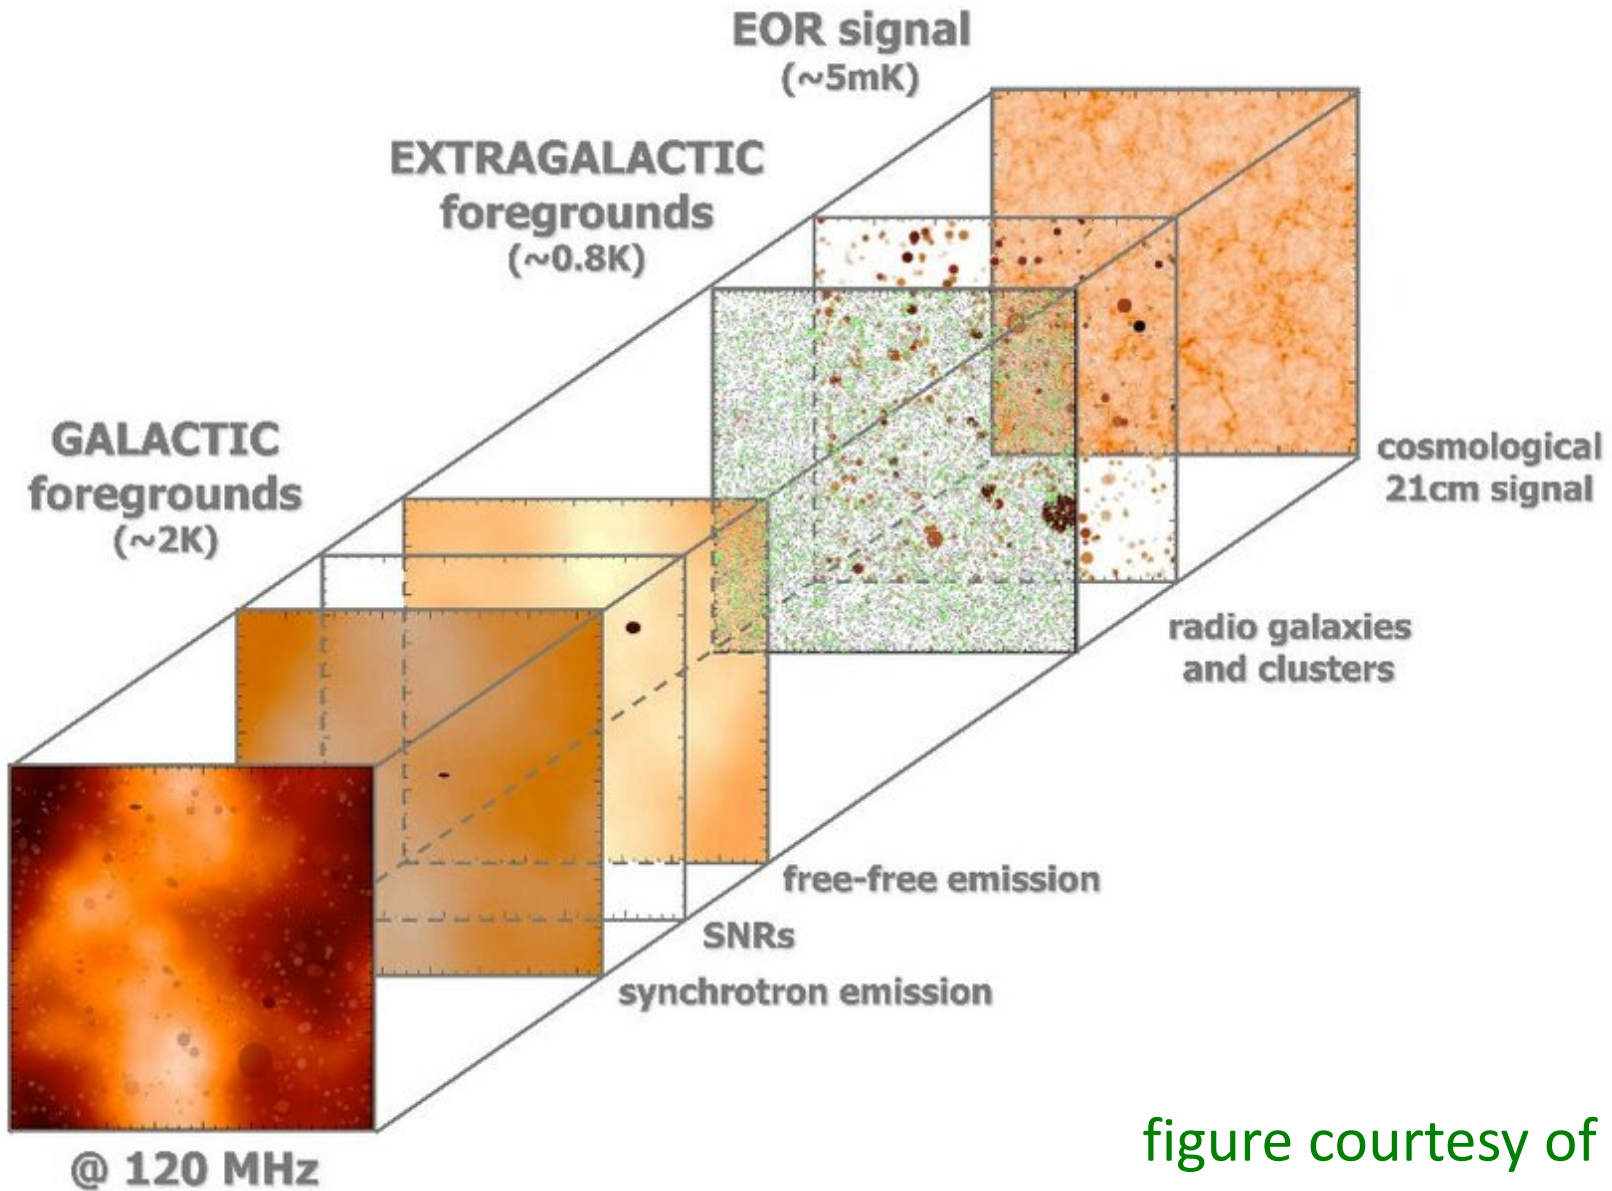 EOR signal
(~5mK)
EXTRAGALACTIC
foregrounds
(~0.8K)
GALACTIC
foregrounds
(~2K)
cosmological
21cm signal
radio galaxies
and clusters
free-free emission
SNRs
synchrotron emission
@ 120 MHz
figure courtesy of